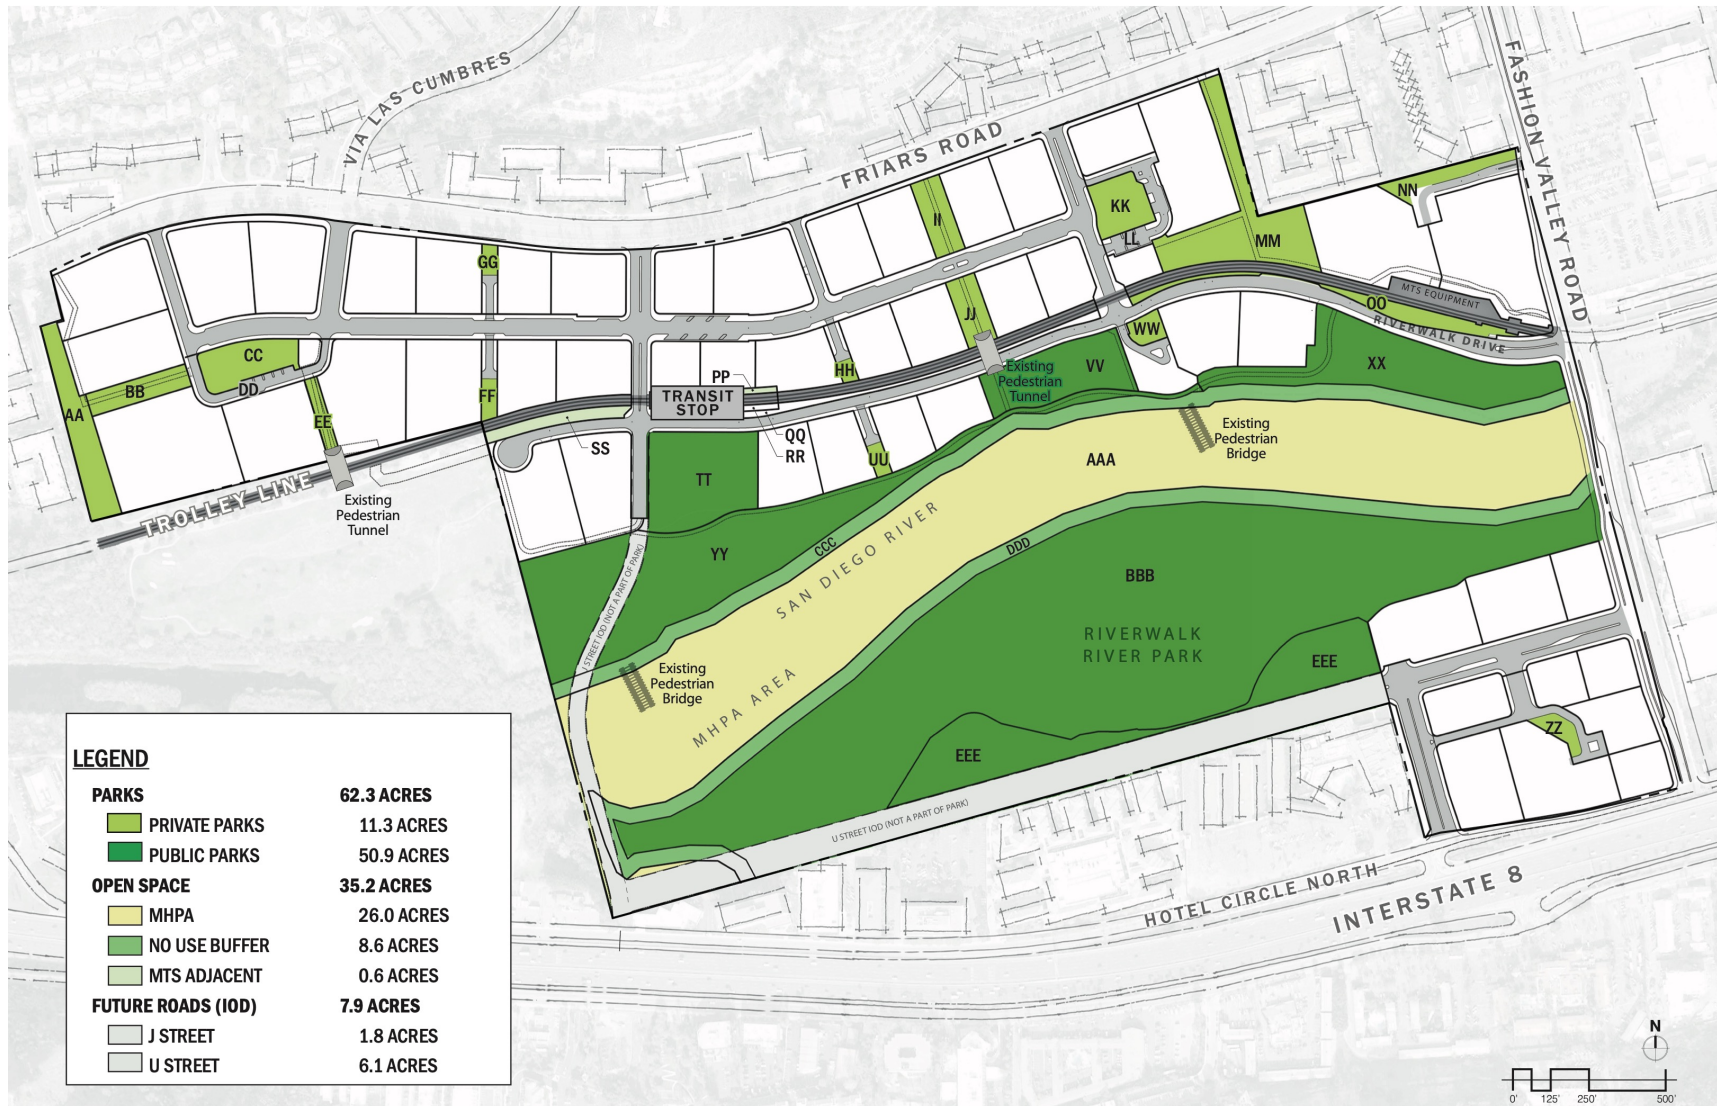 VIA LAS CUMBRES
FRIARS ROAD
FASHION VALLEY ROAD
KK
LL
NN
II
MM
GG
MTS EQUIPMENT
OO
JJ
WW
RIVERWALK DRIVE
CC
DD
BB
AA
EE
FF
HH
PP
TRANSIT
STOP
QQ
RR
SS
VV
XX
Existing
Pedestrian
Tunnel
Existing
Pedestrian
Bridge
AAA
UU
TT
TROLLEY LINE
Existing
Pedestrian
Tunnel
YY
CCC
SAN DIEGO RIVER
DDD
BBB
J STREET IOD (NOT A PART OF PARK)
RIVERWALK
RIVER PARK
EEE
Existing
Pedestrian
Bridge
MHPA AREA
EEE
ZZ
U STREET IOD (NOT A PART OF PARK)
HOTEL CIRCLE NORTH
INTERSTATE 8
LEGEND
PARKS 62.3 ACRES
PRIVATE PARKS 11.3 ACRES
PUBLIC PARKS 50.9 ACRES
OPEN SPACE 35.2 ACRES
MHPA 26.0 ACRES
NO USE BUFFER 8.6 ACRES
MTS ADJACENT 0.6 ACRES
FUTURE ROADS (IOD) 7.9 ACRES
J STREET 1.8 ACRES
U STREET 6.1 ACRES
N
0' 125' 250' 500'